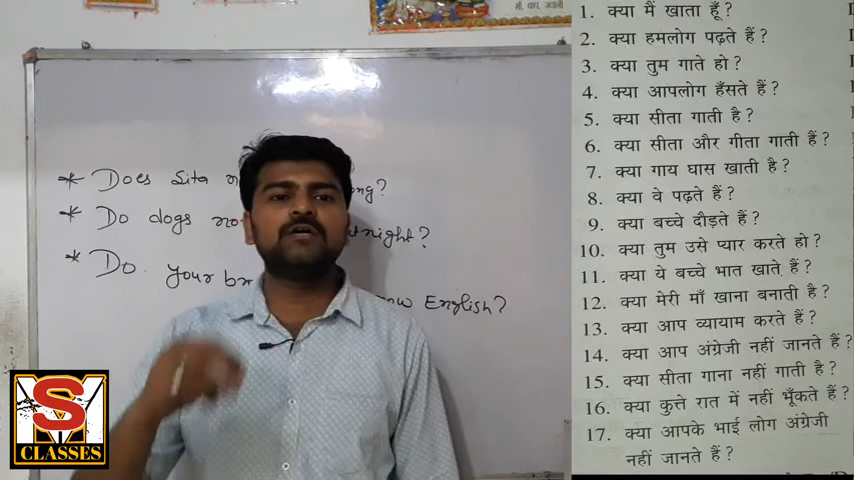 * Does Sita
* Do dogs not night?
* Do your English?
1. क्या मैं खाता हूँ?
2. क्या हमलोग पढ़ते हैं?
3. क्या तुम गाते हो?
4. क्या आपलोग हँसते हैं?
5. क्या सीता गाती है?
6. क्या सीता और गीता गाती हैं?
7. क्या गाय घास खाती है?
8. क्या वे पढ़ते हैं?
9. क्या बच्चे दौड़ते हैं?
10. क्या तुम उसे प्यार करते हो?
11. क्या ये बच्चे भात खाते हैं?
12. क्या मेरी माँ खाना बनाती है?
13. क्या आप व्यायाम करते हैं?
14. क्या आप अंग्रेजी नहीं जानते हैं?
15. क्या सीता गाना नहीं गाती है?
16. क्या कुत्ते रात में नहीं भूँकते हैं?
17. क्या आपके भाई लोग अंग्रेजी
नहीं जानते हैं?
S
CLASSES